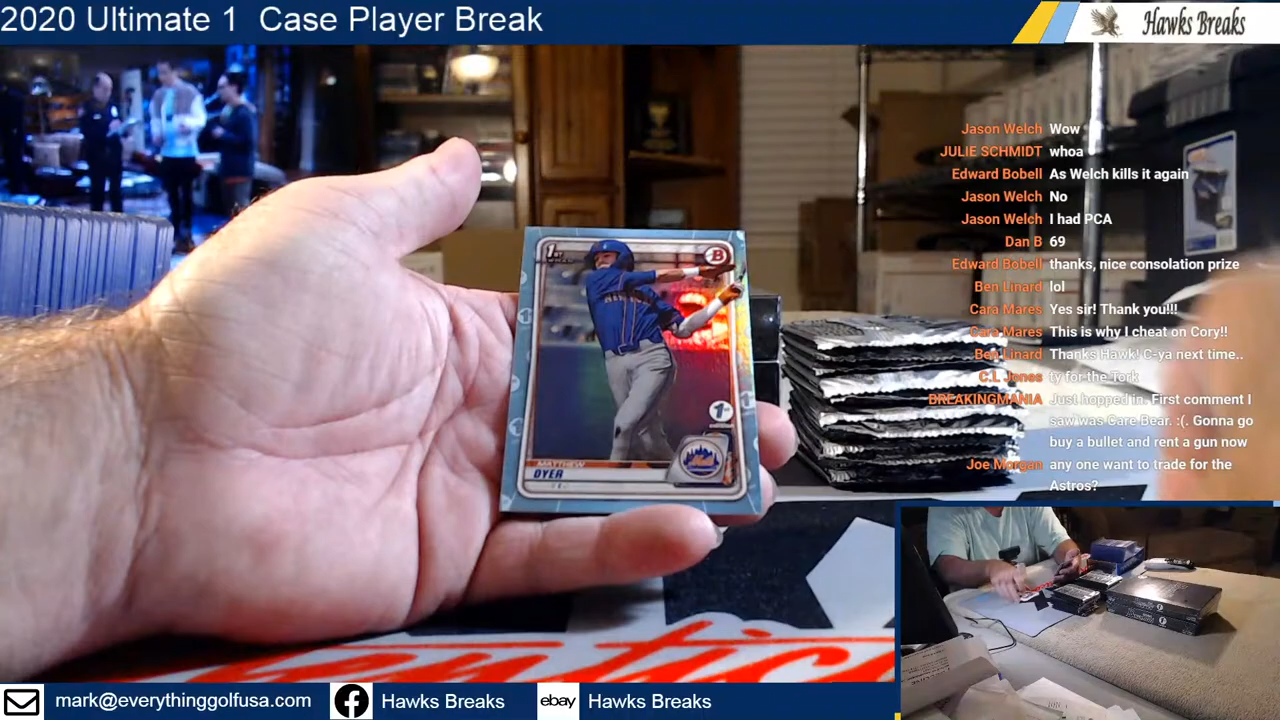 2020 Ultimate 1 Case Player Break
Hawks Breaks
Jason Welch Wow
JULIE SCHMIDT whoa
Edward Bobell As Welch kills it again
Jason Welch No
Jason Welch I had PCA
Dan B 69
Edward Bobell thanks, nice consolation prize
Ben Linard lol
Cara Mares Yes sir! Thank you!!!
Cara Mares This is why I cheat on Cory!!
Ben Linard Thanks Hawk! C-ya next time..
C.L Jones ty for the Tork
BREAKINGMANIA Just hopped in. First comment I
saw was Care Bear. :(. Gonna go
buy a bullet and rent a gun now
Joe Morgan any one want to trade for the
Astros?
1ST
B
1st
MATTHEW
DYER
mark@everythinggolfusa.com
Hawks Breaks
ebay
Hawks Breaks